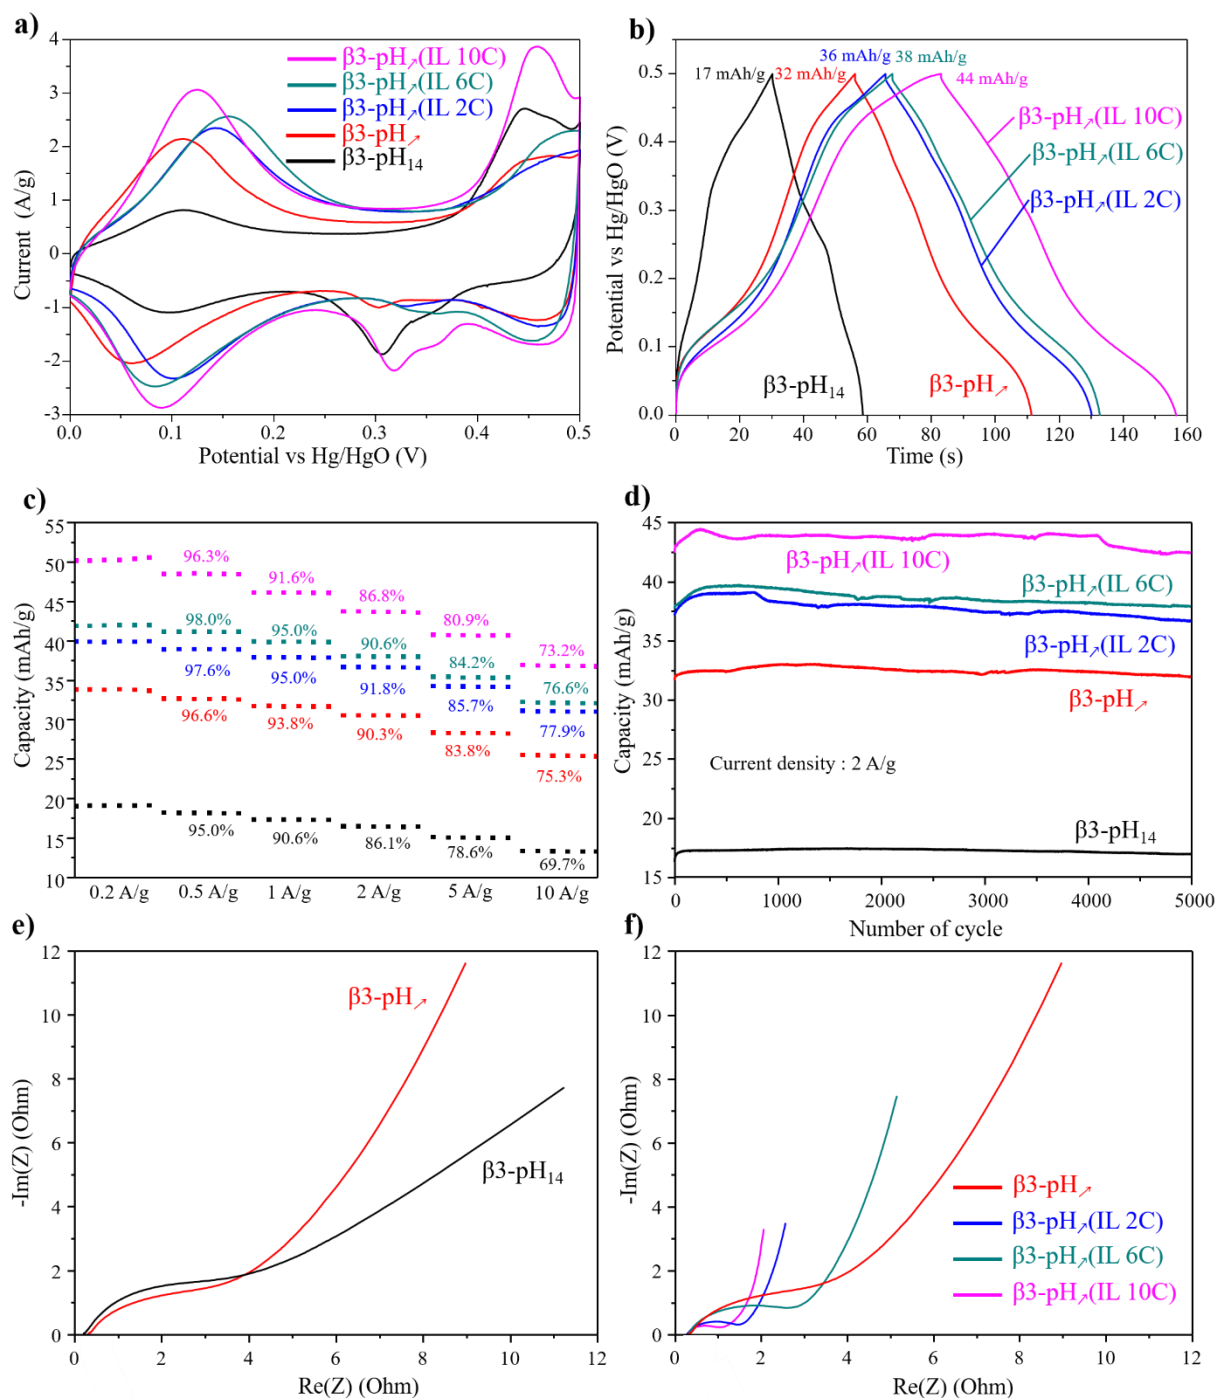 a)
4
3
2
1
0
-1
-2
-3
Current (A/g)
0.0 0.1 0.2 0.3 0.4 0.5
Potential vs Hg/HgO (V)
β3-pH↗(IL 10C)
β3-pH↗(IL 6C)
β3-pH↗(IL 2C)
β3-pH↗
β3-pH₁₄
b)
0.5
0.4
0.3
0.2
0.1
0.0
Potential vs Hg/HgO (V)
0 20 40 60 80 100 120 140 160
Time (s)
36 mAh/g 38 mAh/g
17 mAh/g 32 mAh/g 44 mAh/g
β3-pH↗(IL 10C)
β3-pH↗(IL 6C)
β3-pH↗(IL 2C)
β3-pH₁₄ β3-pH↗
c)
55
50
45
40
35
30
25
20
15
10
Capacity (mAh/g)
96.3% 91.6% 86.8% 80.9% 73.2%
98.0% 95.0% 90.6% 84.2% 76.6%
97.6% 95.0% 91.8% 85.7% 77.9%
96.6% 93.8% 90.3% 83.8% 75.3%
95.0% 90.6% 86.1% 78.6% 69.7%
0.2 A/g 0.5 A/g 1 A/g 2 A/g 5 A/g 10 A/g
d)
45
40
35
30
25
20
15
Capacity (mAh/g)
β3-pH↗(IL 10C)
β3-pH↗(IL 6C)
β3-pH↗(IL 2C)
β3-pH↗
Current density : 2 A/g
β3-pH₁₄
0 1000 2000 3000 4000 5000
Number of cycle
e)
12
10
8
6
4
2
0
-Im(Z) (Ohm)
β3-pH↗
β3-pH₁₄
0 2 4 6 8 10 12
Re(Z) (Ohm)
f)
12
10
8
6
4
2
0
-Im(Z) (Ohm)
β3-pH↗
β3-pH↗(IL 2C)
β3-pH↗(IL 6C)
β3-pH↗(IL 10C)
0 2 4 6 8 10 12
Re(Z) (Ohm)